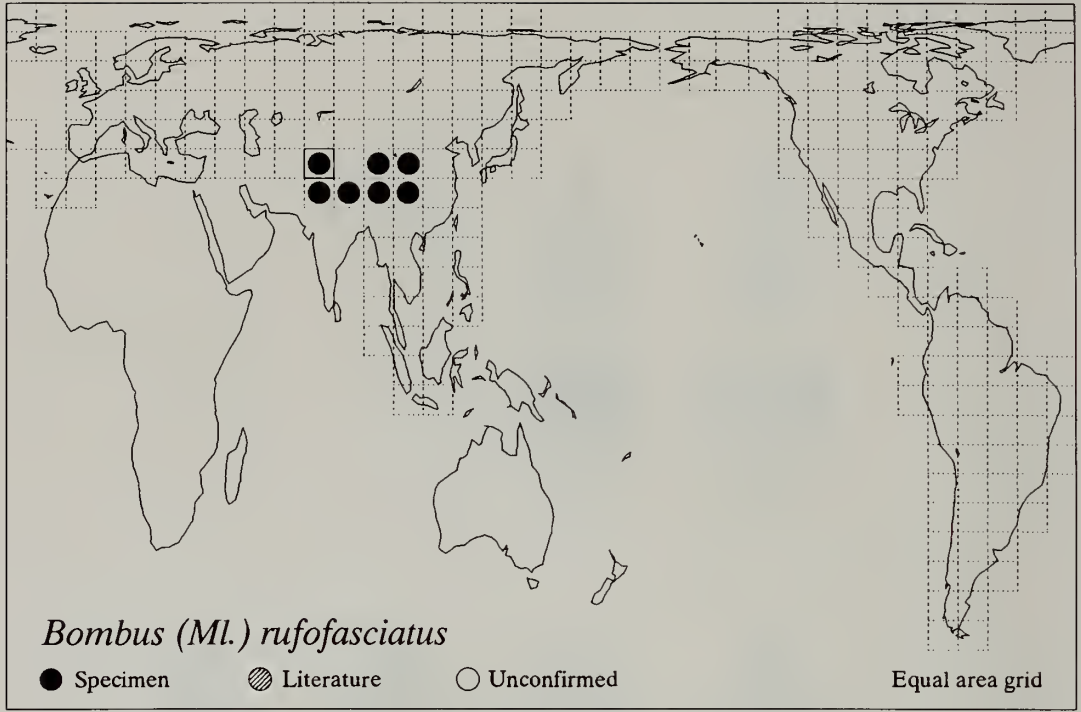 Bombus (Ml.) rufofasciatus
Specimen Literature Unconfirmed Equal area grid